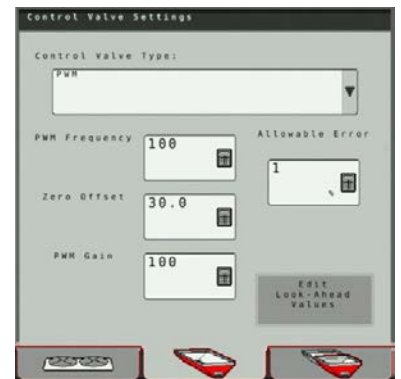 Control Valve Settings
Control Valve Type:
PWM
PWM Frequency
100
Allowable Error
1
%
Zero Offset
30.0
PWM Gain
100
Edit
Look-Ahead
Values